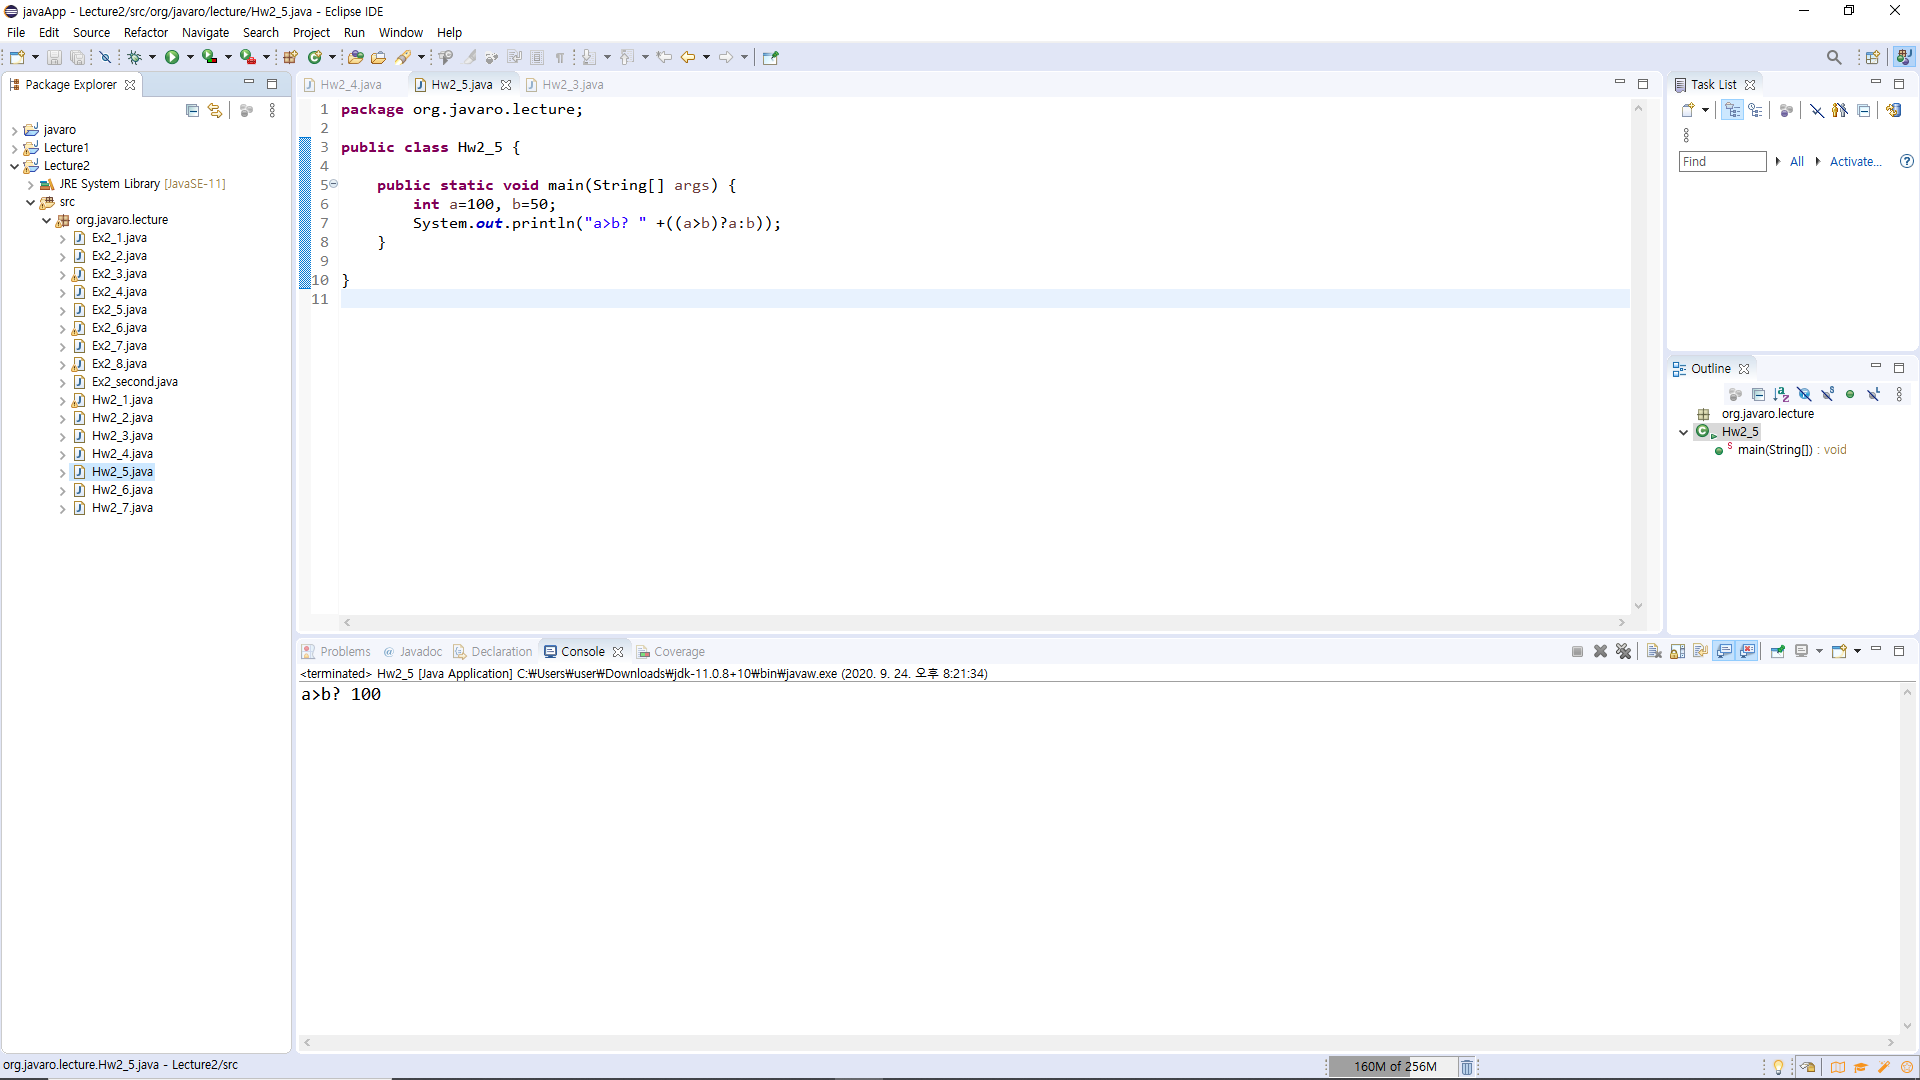 javaApp - Lecture2/src/org/javaro/lecture/Hw2_5.java - Eclipse IDE
File Edit Source Refactor Navigate Search Project Run Window Help
Package Explorer
javaro
Lecture1
Lecture2
JRE System Library [JavaSE-11]
src
org.javaro.lecture
Ex2_1.java
Ex2_2.java
Ex2_3.java
Ex2_4.java
Ex2_5.java
Ex2_6.java
Ex2_7.java
Ex2_8.java
Ex2_second.java
Hw2_1.java
Hw2_2.java
Hw2_3.java
Hw2_4.java
Hw2_5.java
Hw2_6.java
Hw2_7.java
Hw2_4.java Hw2_5.java Hw2_3.java
1 package org.javaro.lecture;
2
3 public class Hw2_5 {
4
5 public static void main(String[] args) {
6 int a=100, b=50;
7 System.out.println("a>b? " +((a>b)?a:b));
8 }
9
10 }
11
Task List
Find All Activate...
Outline
org.javaro.lecture
Hw2_5
main(String[]) : void
Problems @ Javadoc Declaration Console Coverage
<terminated> Hw2_5 [Java Application] C:₩Users₩user₩Downloads₩jdk-11.0.8+10₩bin₩javaw.exe (2020. 9. 24. 오후 8:21:34)
a>b? 100
org.javaro.lecture.Hw2_5.java - Lecture2/src
160M of 256M